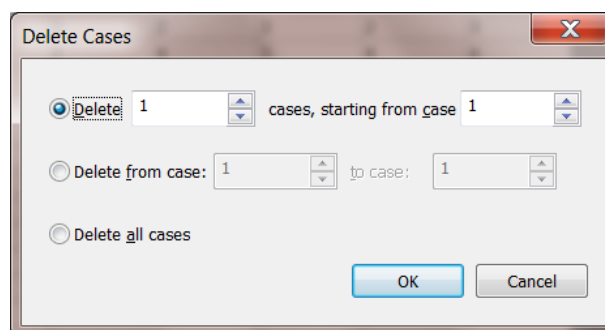 Delete Cases
Delete 1 cases, starting from case 1
Delete from case: 1 to case: 1
Delete all cases
OK Cancel